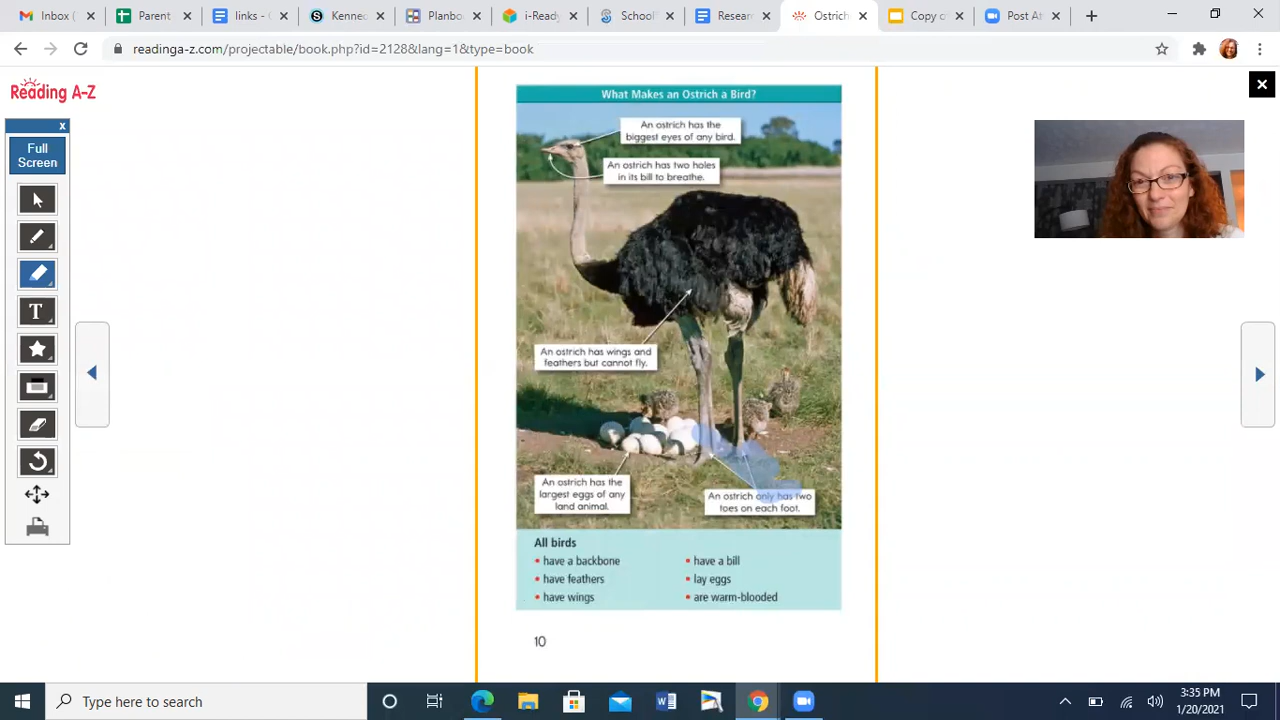 Inbox (
Parent
links - 
Kenned
Planbo
i-Ready
School
Resear
Ostrich
Copy o
Post At
readinga-z.com/projectable/book.php?id=2128&lang=1&type=book
Reading A-Z
x
Full
Screen
T
What Makes an Ostrich a Bird?
An ostrich has the
biggest eyes of any bird.
An ostrich has two holes
in its bill to breathe.
An ostrich has wings and
feathers but cannot fly.
An ostrich has the
largest eggs of any
land animal.
An ostrich only has two
toes on each foot.
All birds
• have a backbone
• have feathers
• have wings
• have a bill
• lay eggs
• are warm-blooded
10
Type here to search
3:35 PM
1/20/2021